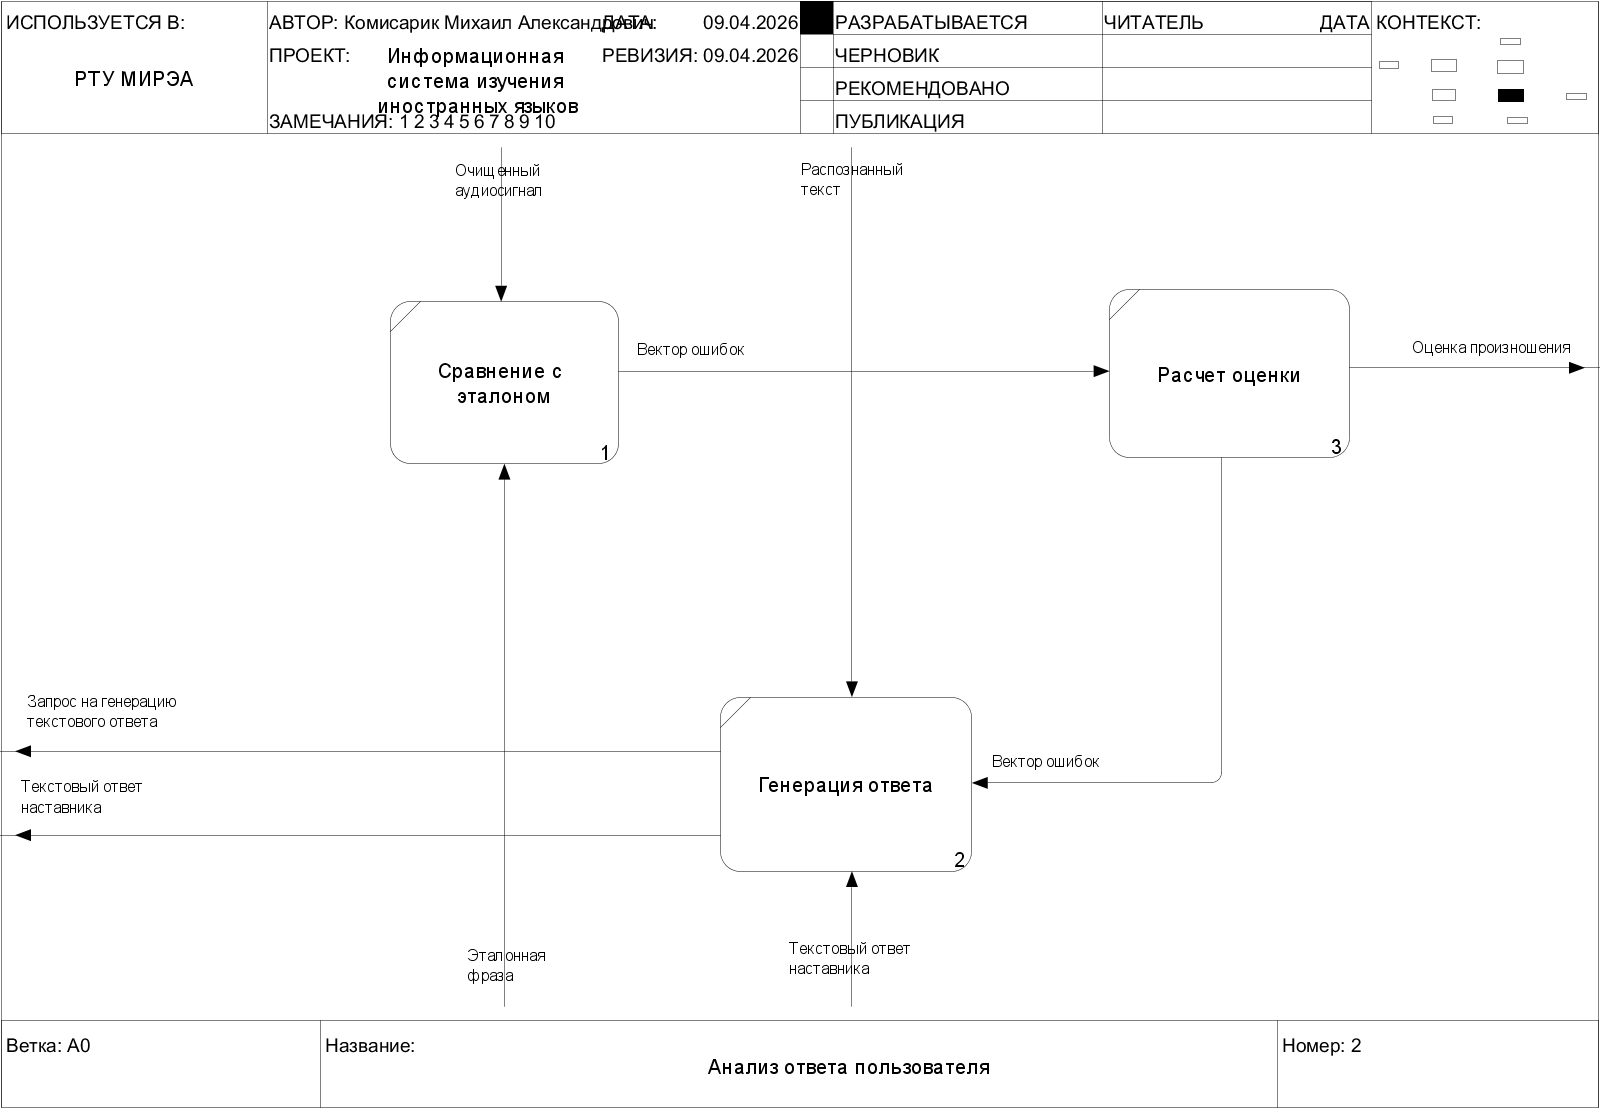 ИСПОЛЬЗУЕТСЯ В:
РТУ МИРЭА
АВТОР: Комисарик Михаил Александрович
ДАТА: 09.04.2026
ПРОЕКТ: Информационная
система изучения
иностранных языков
РЕВИЗИЯ: 09.04.2026
ЗАМЕЧАНИЯ: 1 2 3 4 5 6 7 8 9 10
РАЗРАБАТЫВАЕТСЯ
ЧЕРНОВИК
РЕКОМЕНДОВАНО
ПУБЛИКАЦИЯ
ЧИТАТЕЛЬ
ДАТА
КОНТЕКСТ:
Очищенный
аудиосигнал
Распознанный
текст
Сравнение с
эталоном
1
Вектор ошибок
Расчет оценки
3
Оценка произношения
Запрос на генерацию
текстового ответа
Текстовый ответ
наставника
Генерация ответа
2
Вектор ошибок
Эталонная
фраза
Текстовый ответ
наставника
Ветка: A0
Название:
Анализ ответа пользователя
Номер: 2